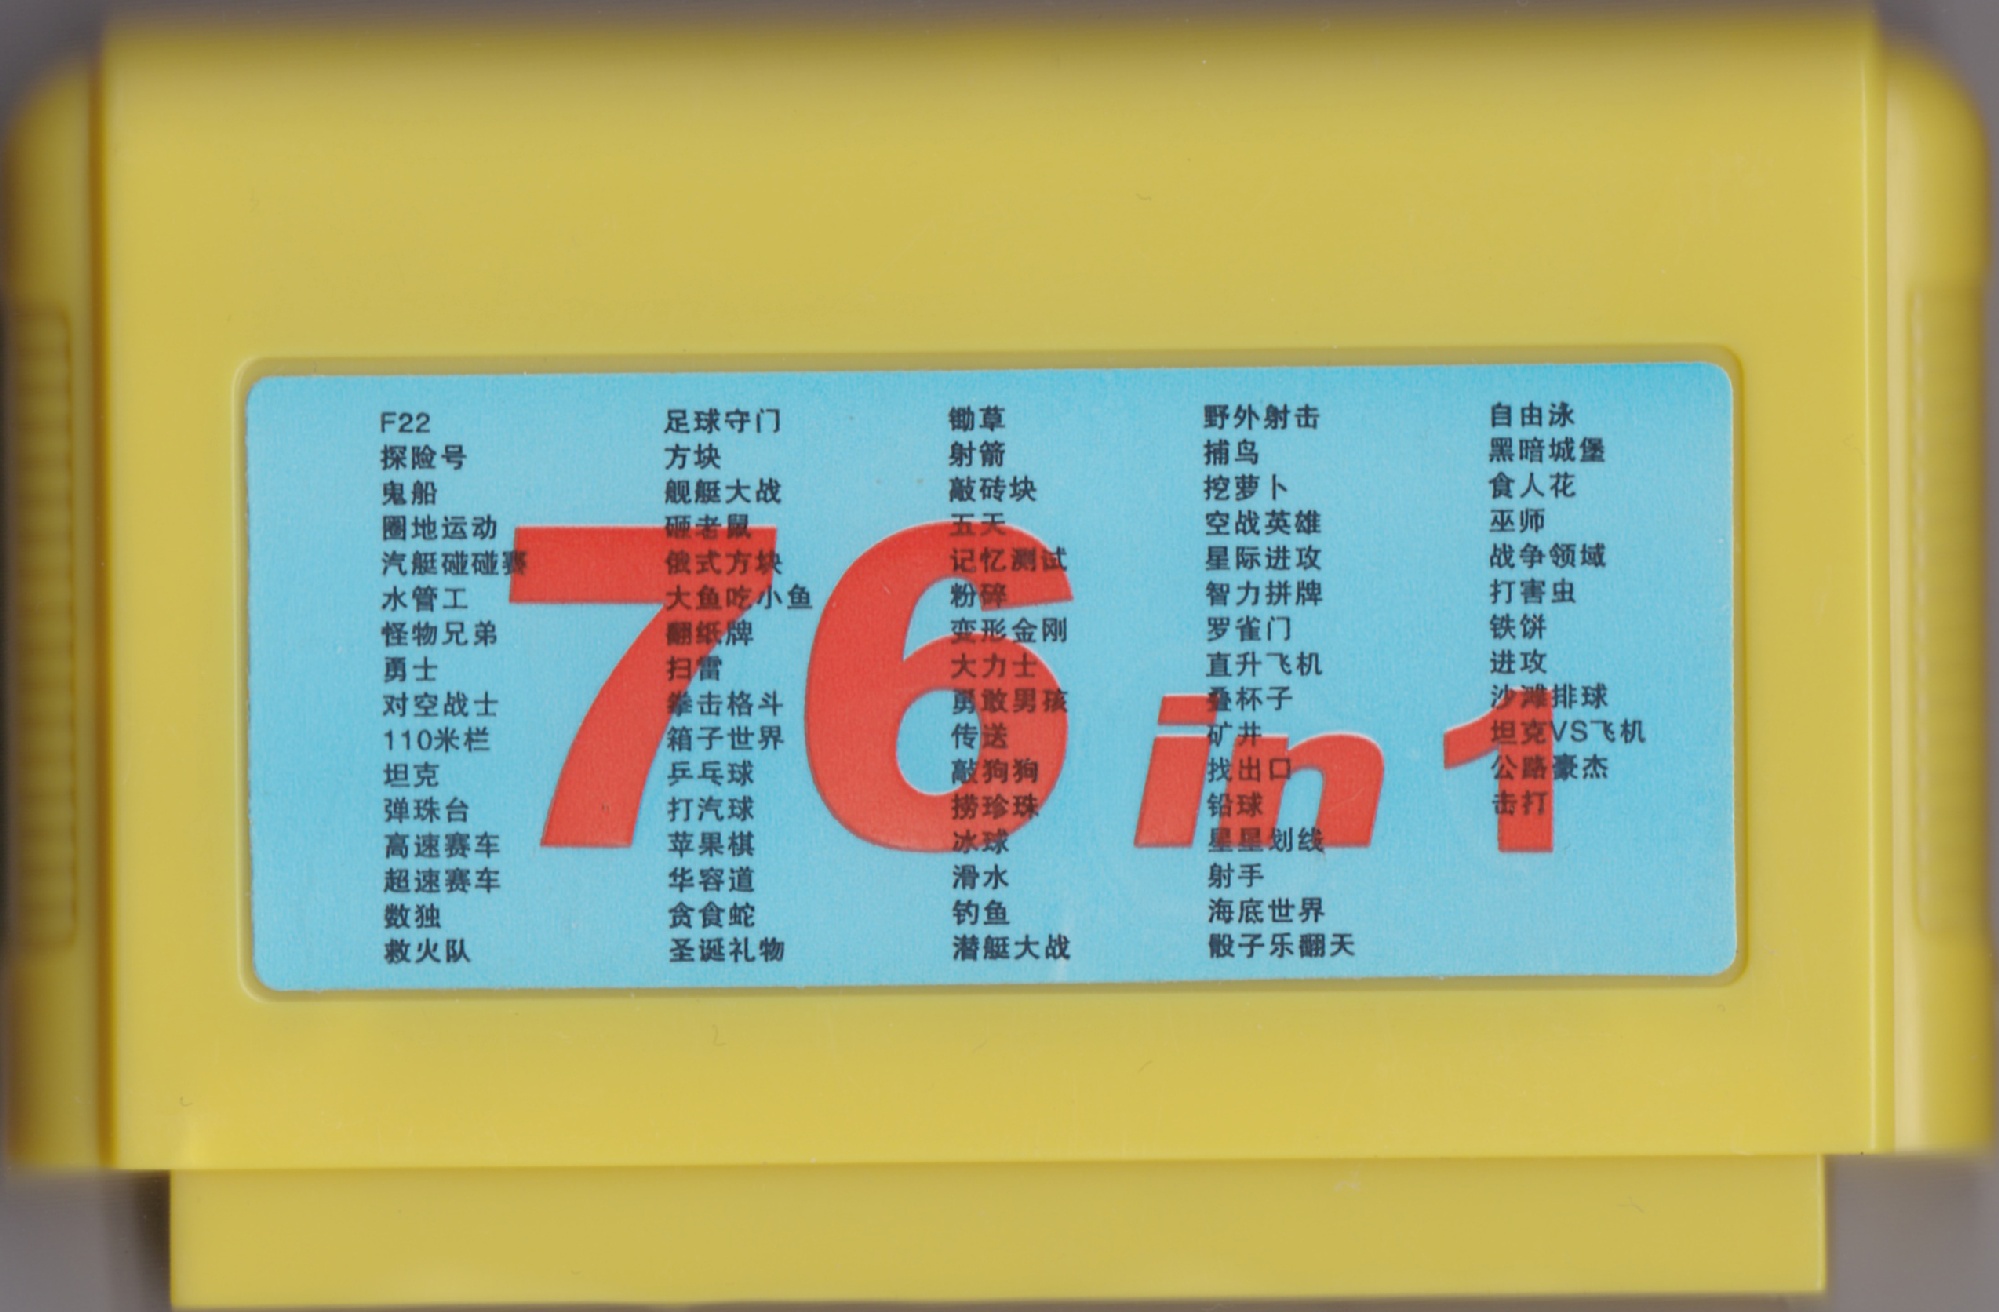 F22
探险号
鬼船
圈地运动
汽艇碰碰赛
水管工
怪物兄弟
勇士
对空战士
110米栏
坦克
弹珠台
高速赛车
超速赛车
数独
救火队
足球守门
方块
舰艇大战
砸老鼠
俄式方块
大鱼吃小鱼
翻纸牌
扫雷
拳击格斗
箱子世界
乒乓球
打汽球
苹果棋
华容道
贪食蛇
圣诞礼物
锄草
射箭
敲砖块
五天
记忆测试
粉碎
变形金刚
大力士
勇敢男孩
传送
敲狗狗
捞珍珠
冰球
滑水
钓鱼
潜艇大战
野外射击
捕鸟
挖萝卜
空战英雄
星际进攻
智力拼牌
罗雀门
直升飞机
叠杯子
矿井
找出口
铅球
星星划线
射手
海底世界
骰子乐翻天
自由泳
黑暗城堡
食人花
巫师
战争领域
打害虫
铁饼
进攻
沙滩排球
坦克VS飞机
公路豪杰
击打
76 in 1